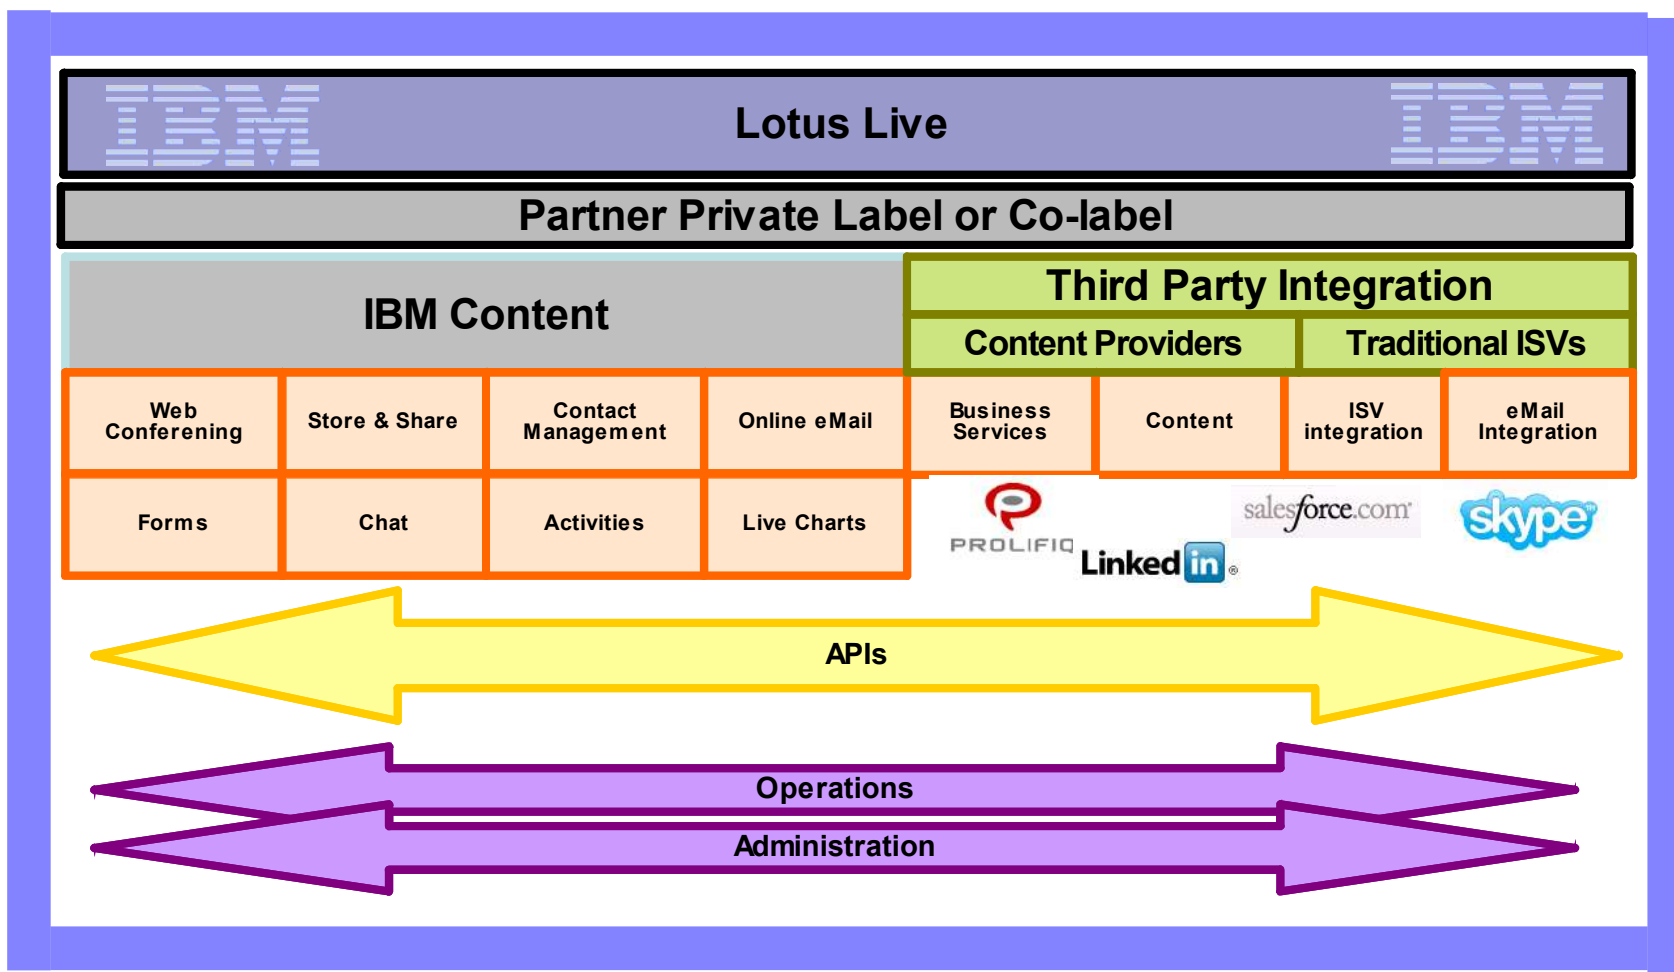 IBM
Lotus Live
IBM
Partner Private Label or Co-label
IBM Content
Third Party Integration
Content Providers
Traditional ISVs
Web
Conferening
Store & Share
Contact
Management
Online eMail
Business
Services
Content
ISV
integration
eMail
Integration
Forms
Chat
Activities
Live Charts
PROLIFIQ
Linked in ®
salesforce.com
skype
APIs
Operations
Administration